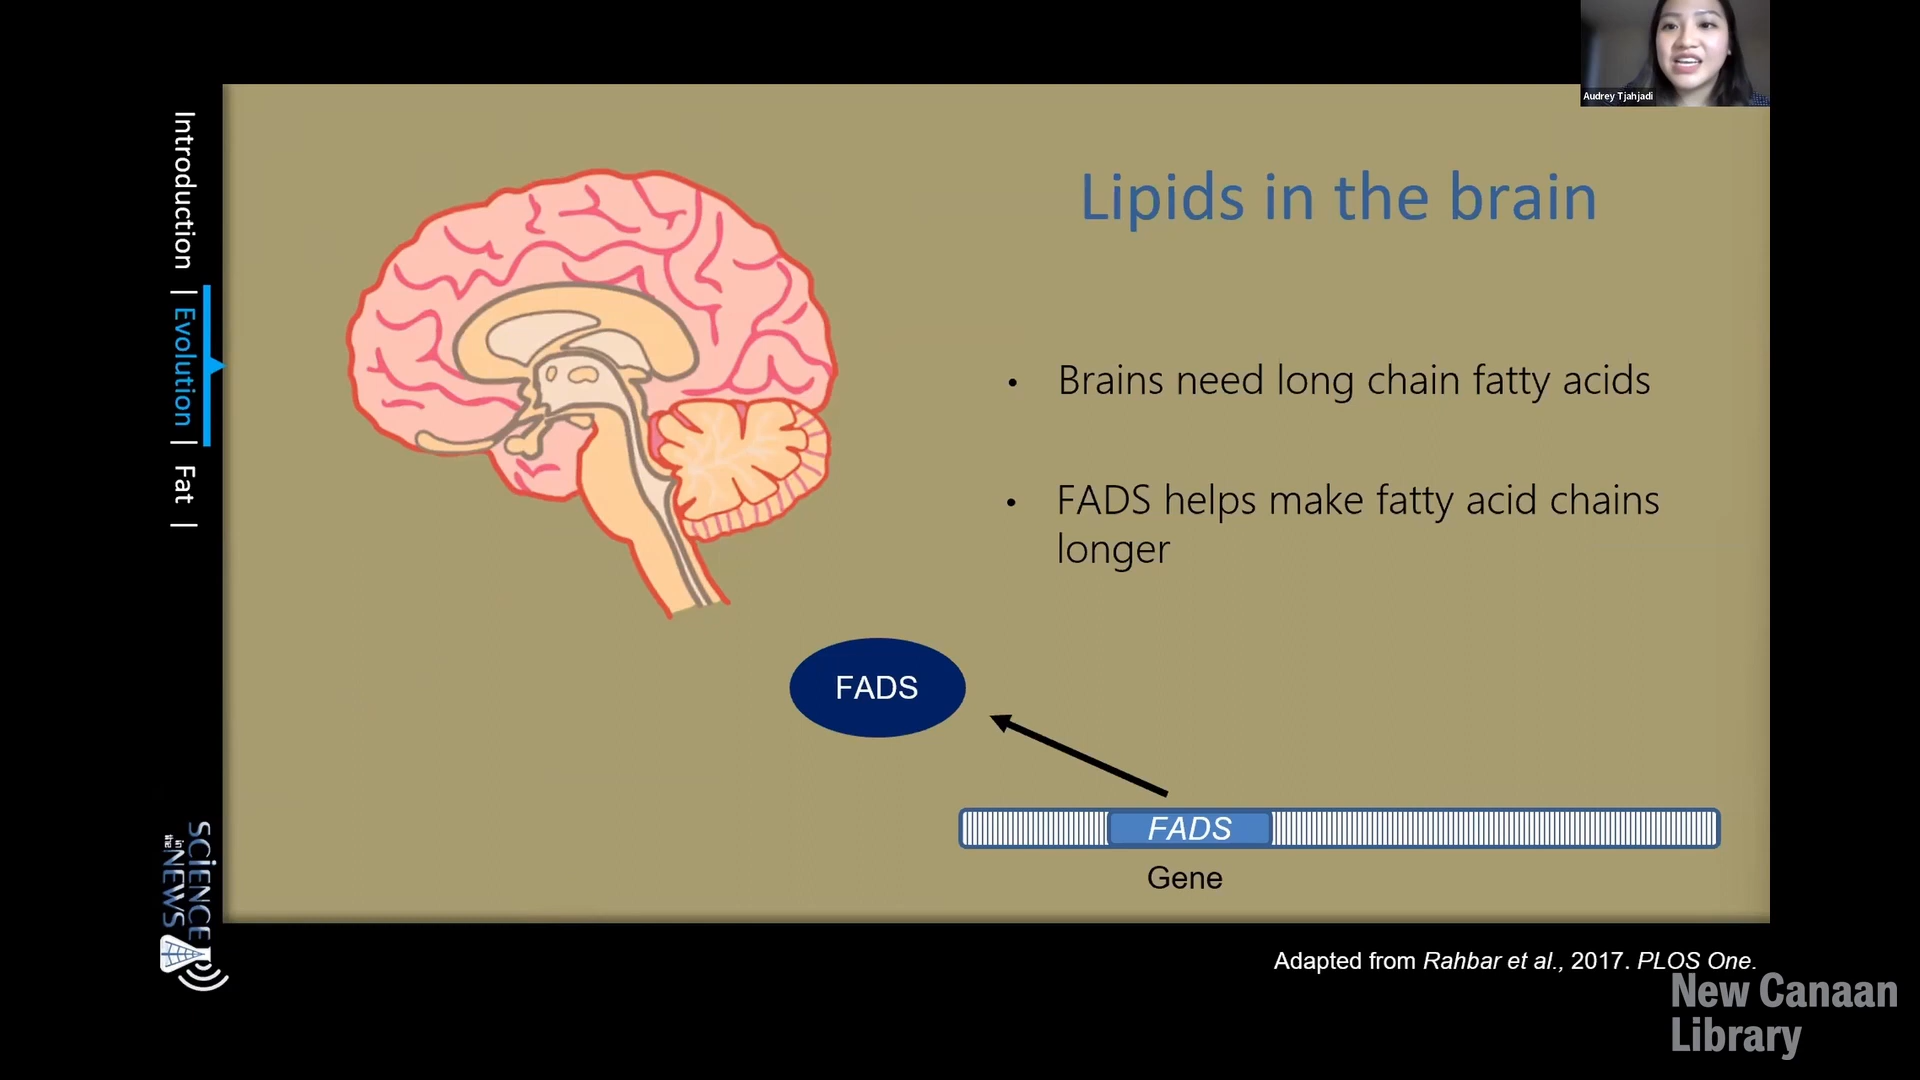 Audrey Tjahjadi
Introduction | Evolution | Fat |
Lipids in the brain
• Brains need long chain fatty acids
• FADS helps make fatty acid chains
longer
FADS
FADS
Gene
SCIENCE
in the
NEWS
Adapted from Rahbar et al., 2017. PLOS One.
New Canaan
Library